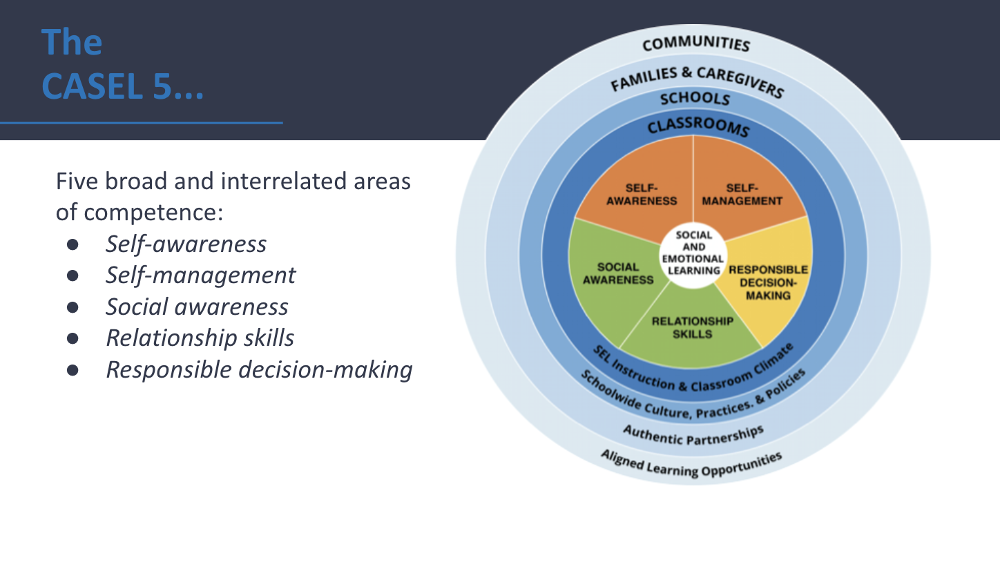 The
CASEL 5...
Five broad and interrelated areas
of competence:
● Self-awareness
● Self-management
● Social awareness
● Relationship skills
● Responsible decision-making
COMMUNITIES
FAMILIES & CAREGIVERS
SCHOOLS
CLASSROOMS
SELF-
AWARENESS
SELF-
MANAGEMENT
SOCIAL
AND
EMOTIONAL
LEARNING
SOCIAL
AWARENESS
RESPONSIBLE
DECISION-
MAKING
RELATIONSHIP
SKILLS
SEL Instruction & Classroom Climate
Schoolwide Culture, Practices. & Policies
Authentic Partnerships
Aligned Learning Opportunities